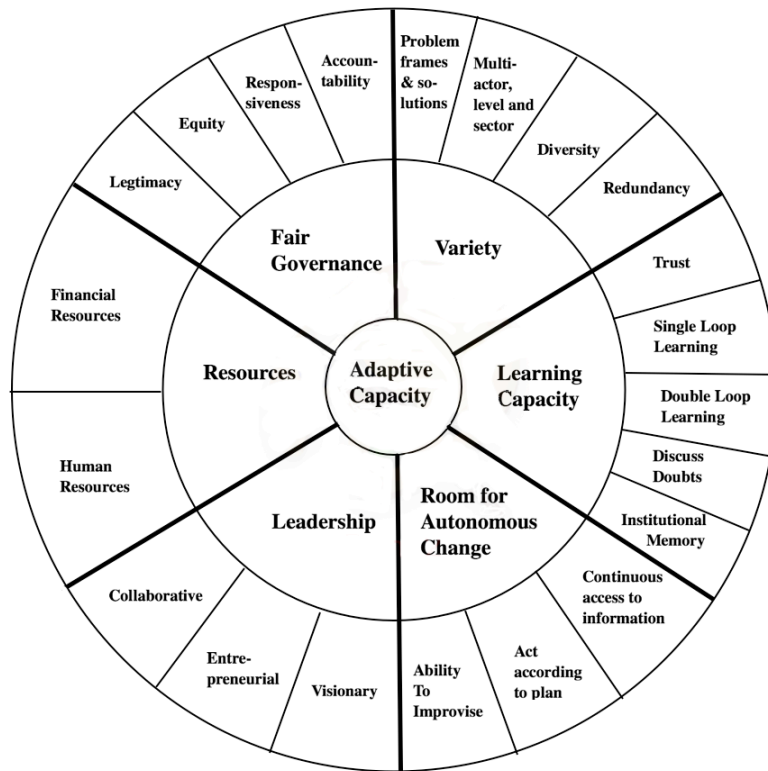 Problem
frames
& so-
lutions
Multi-
actor,
level and
sector
Diversity
Redundancy
Trust
Single Loop
Learning
Double Loop
Learning
Discuss
Doubts
Institutional
Memory
Continuous
access to
information
Act
according
to plan
Ability
To
Improvise
Visionary
Entre-
preneurial
Collaborative
Human
Resources
Financial
Resources
Legtimacy
Equity
Respon-
siveness
Accoun-
tability
Fair
Governance
Variety
Learning
Capacity
Room for
Autonomous
Change
Leadership
Resources
Adaptive
Capacity